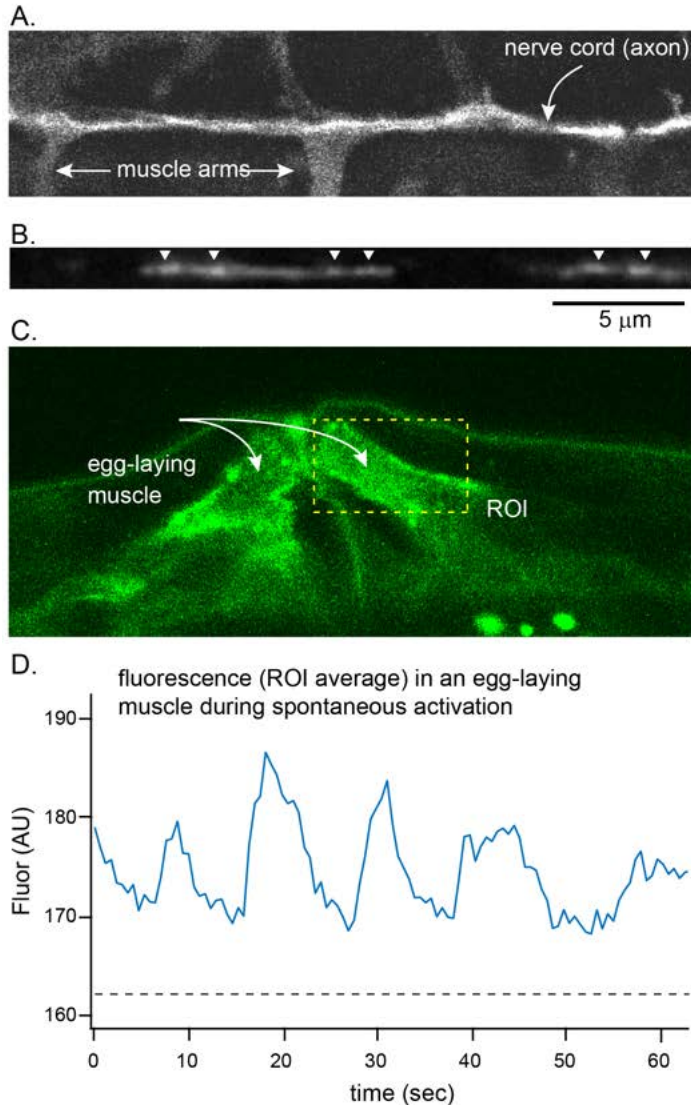 A.
nerve cord (axon)
muscle arms
B.
5 μm
C.
egg-laying
muscle
ROI
D.
fluorescence (ROI average) in an egg-laying
muscle during spontaneous activation
190
180
170
160
Fluor (AU)
0 10 20 30 40 50 60
time (sec)